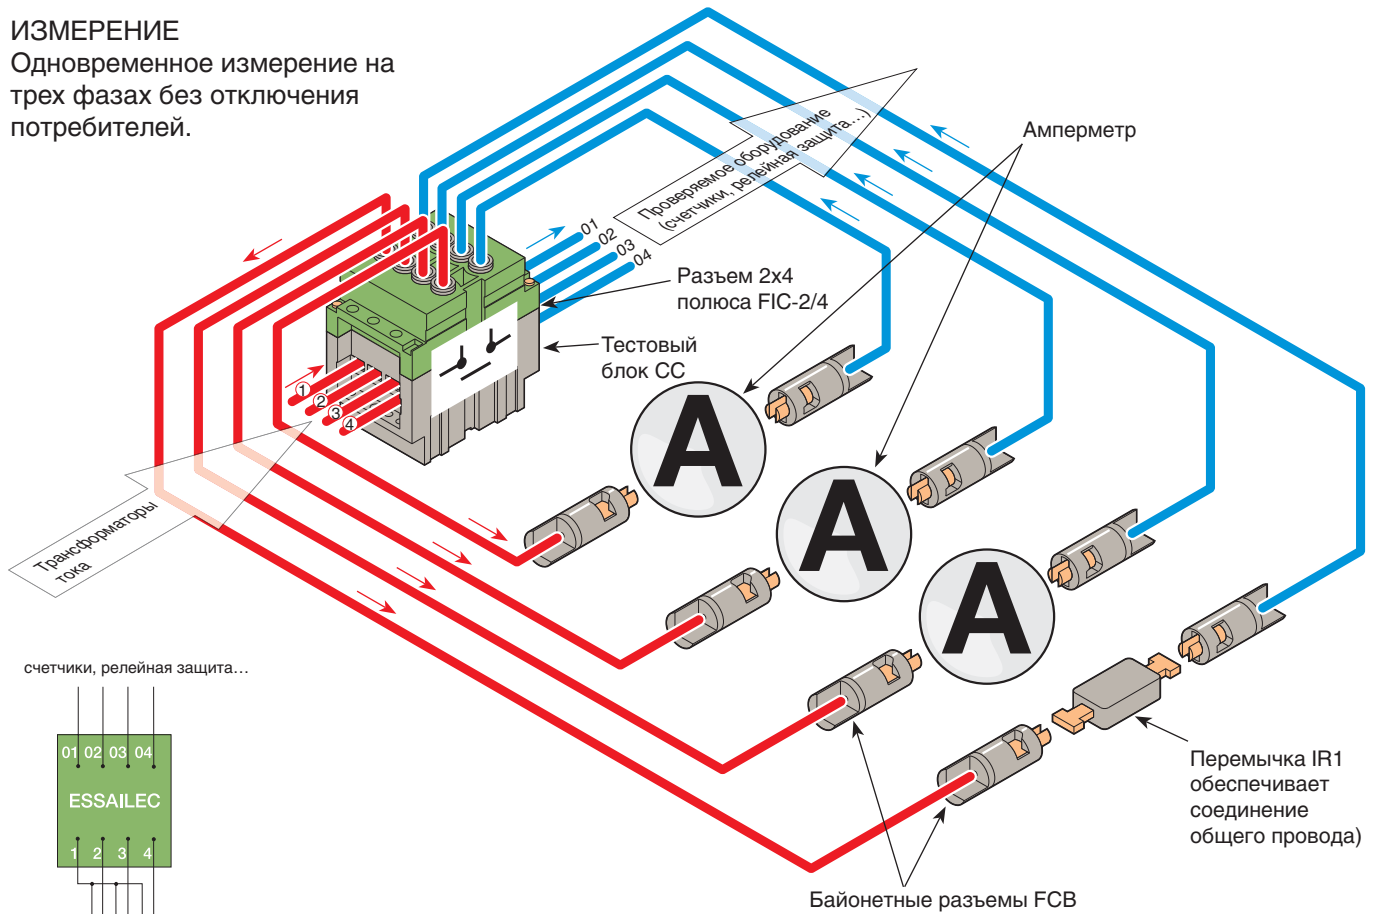 ИЗМЕРЕНИЕ
Одновременное измерение на
трех фазах без отключения
потребителей.
Проверяемое оборудование
(счетчики, релейная защита...)
Амперметр
01
02
03
04
Разъем 2x4
полюса FIC-2/4
Тестовый
блок CC
1
2
3
4
A
A
A
Трансформаторы
тока
счетчики, релейная защита...
01 02 03 04
ESSAILEC
1 2 3 4
Перемычка IR1
обеспечивает
соединение
общего провода)
Байонетные разъемы FCB